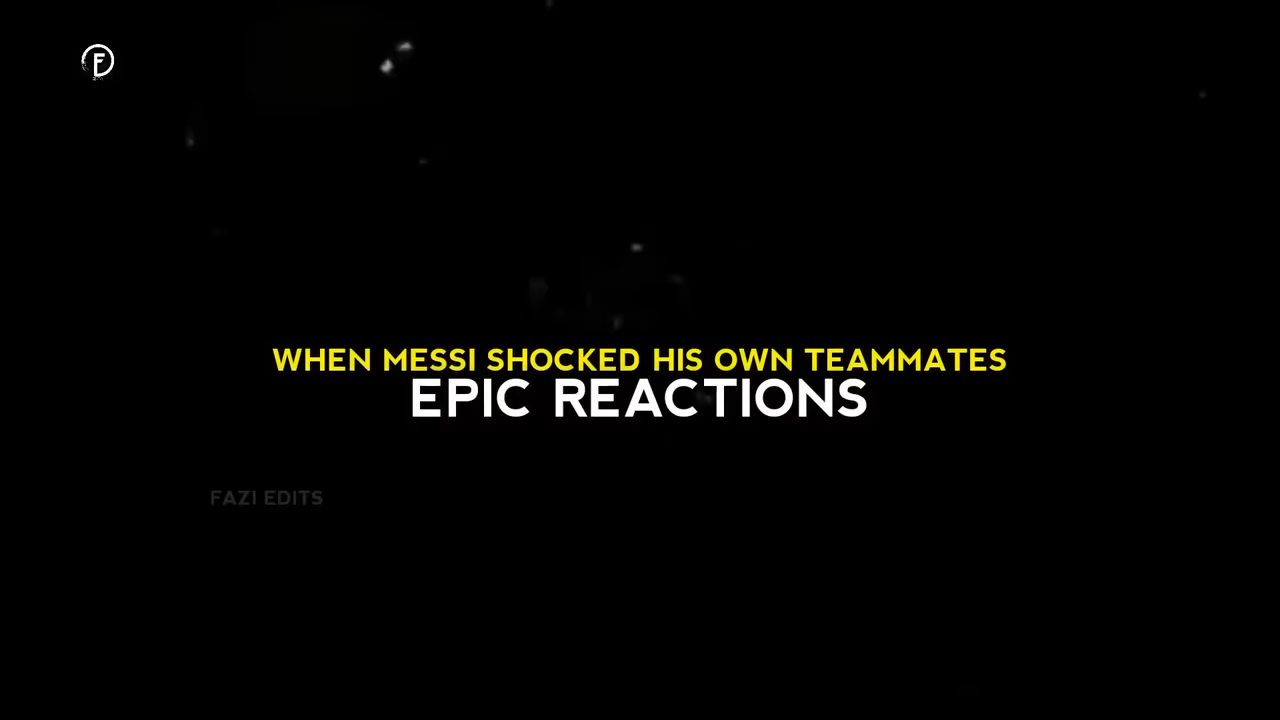 F
WHEN MESSI SHOCKED HIS OWN TEAMMATES
EPIC REACTIONS
FAZI EDITS